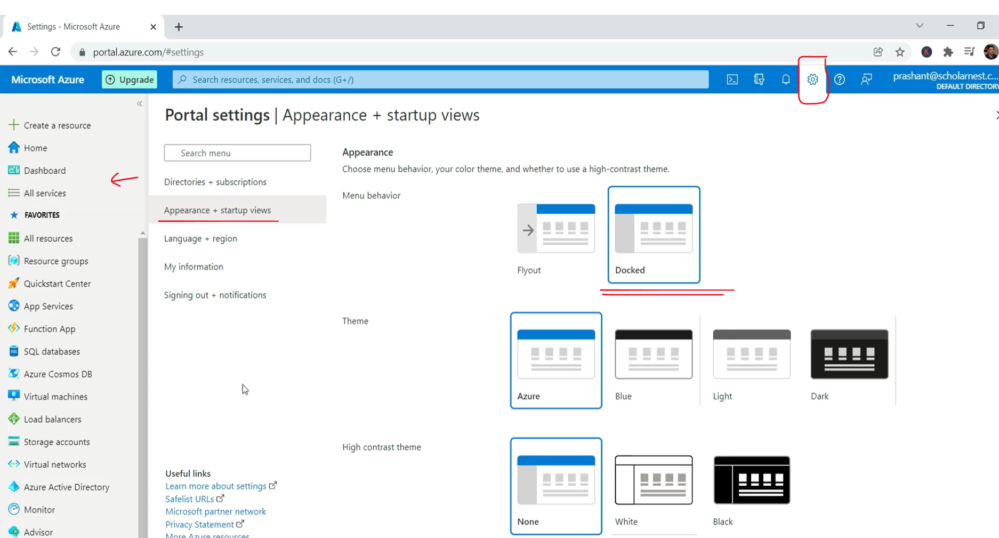 Settings - Microsoft Azure
portal.azure.com/#settings
K
Microsoft Azure
Upgrade
Search resources, services, and docs (G+/)
prashant@scholarnest.c...
DEFAULT DIRECTORY
Create a resource
Home
Dashboard
All services
FAVORITES
All resources
Resource groups
Quickstart Center
App Services
Function App
SQL
SQL databases
Azure Cosmos DB
Virtual machines
Load balancers
Storage accounts
Virtual networks
Azure Active Directory
Monitor
Advisor
Portal settings | Appearance + startup views
Search menu
Directories + subscriptions
Appearance + startup views
Language + region
My information
Signing out + notifications
Useful links
Learn more about settings
Safelist URLs
Microsoft partner network
Privacy Statement
More Azure resources
Appearance
Choose menu behavior, your color theme, and whether to use a high-contrast theme.
Menu behavior
Flyout
Docked
Theme
Azure
Blue
Light
Dark
High contrast theme
None
White
Black